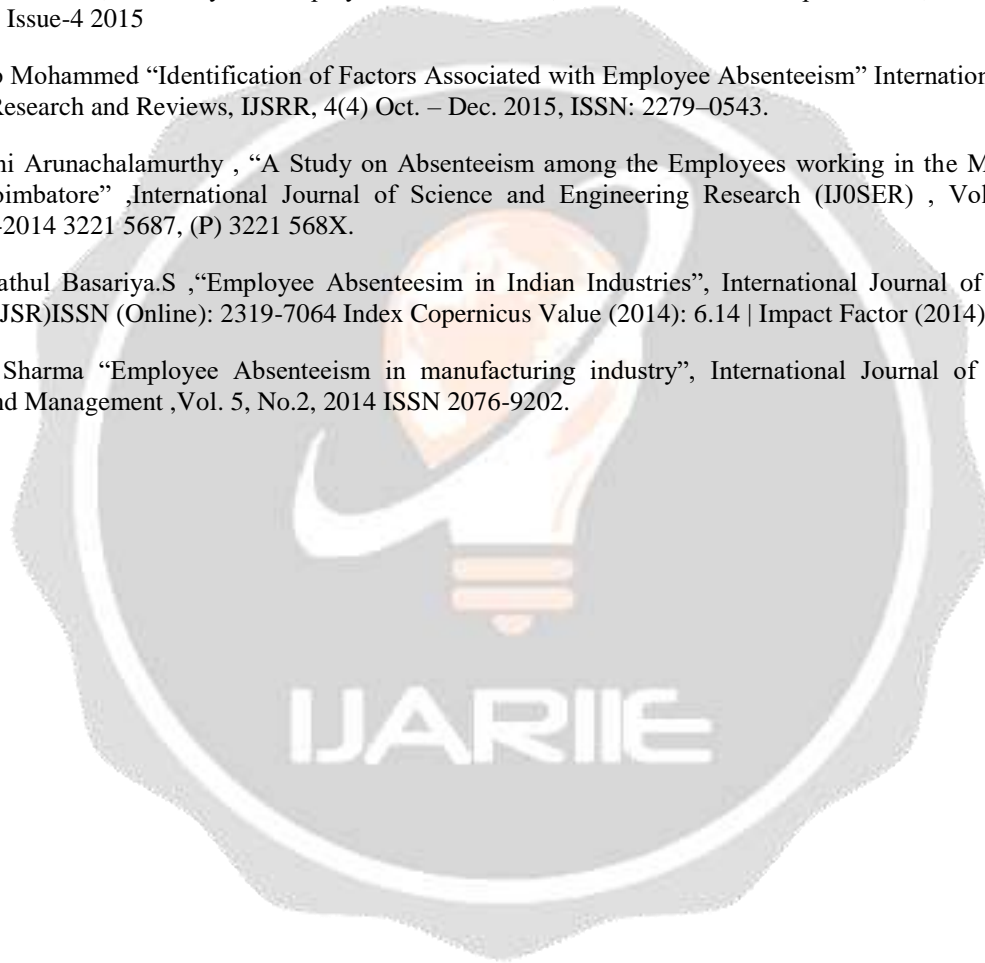 Issue-4 2015
Mohammed “Identification of Factors Associated with Employee Absenteeism” Internation
Research and Reviews, IJSRR, 4(4) Oct. – Dec. 2015, ISSN: 2279–0543.
ni Arunachalamurthy , “A Study on Absenteeism among the Employees working in the M
oimbatore” ,International Journal of Science and Engineering Research (IJ0SER) , Vol
-2014 3221 5687, (P) 3221 568X.
athul Basariya.S ,“Employee Absenteesim in Indian Industries”, International Journal of
JSR)ISSN (Online): 2319-7064 Index Copernicus Value (2014): 6.14 | Impact Factor (2014)
Sharma “Employee Absenteeism in manufacturing industry”, International Journal of
nd Management ,Vol. 5, No.2, 2014 ISSN 2076-9202.
IJARIIE